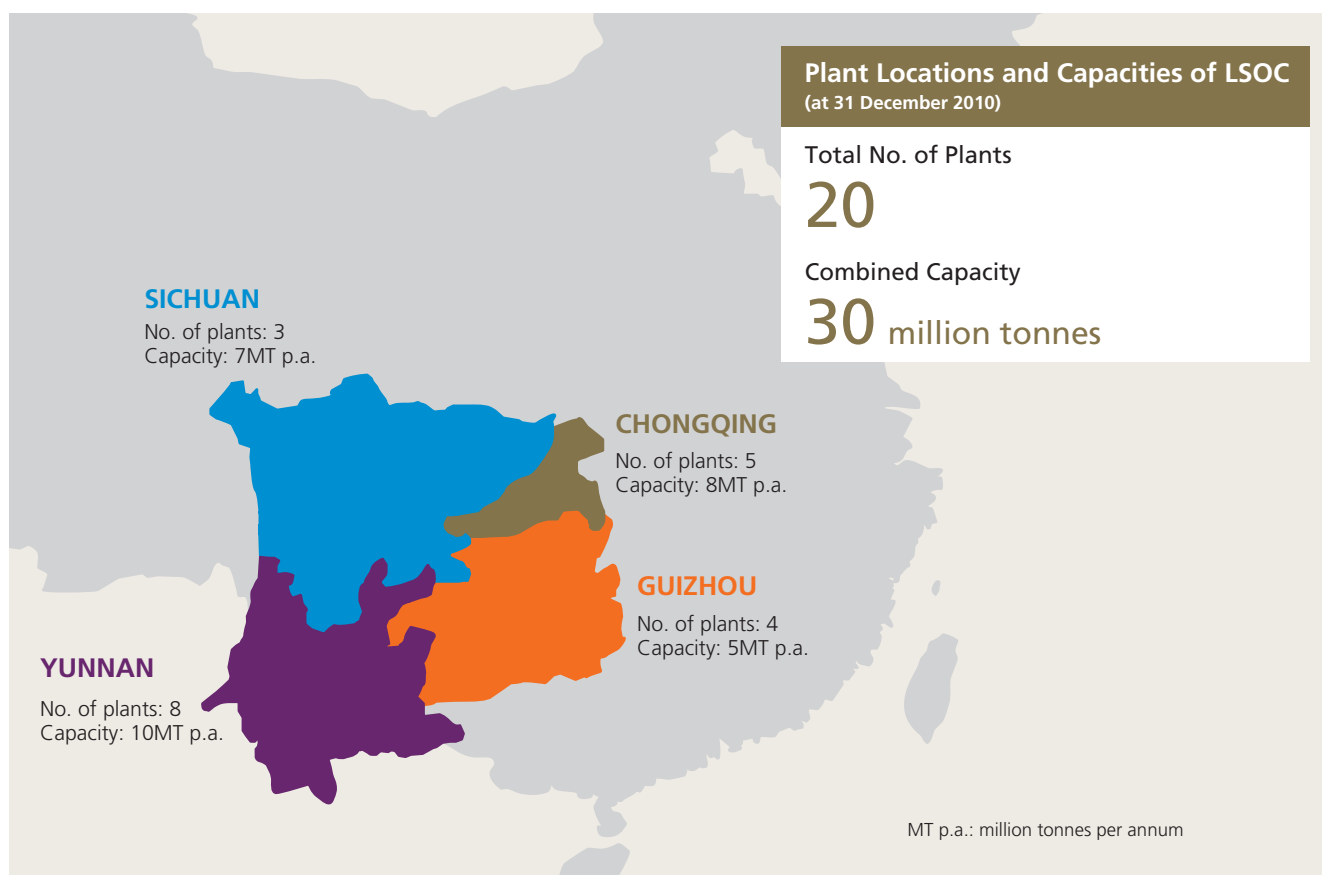 Plant Locations and Capacities of LSOC
(at 31 December 2010)
Total No. of Plants
20
Combined Capacity
30 million tonnes
SICHUAN
No. of plants: 3
Capacity: 7MT p.a.
CHONGQING
No. of plants: 5
Capacity: 8MT p.a.
GUIZHOU
No. of plants: 4
Capacity: 5MT p.a.
YUNNAN
No. of plants: 8
Capacity: 10MT p.a.
MT p.a.: million tonnes per annum